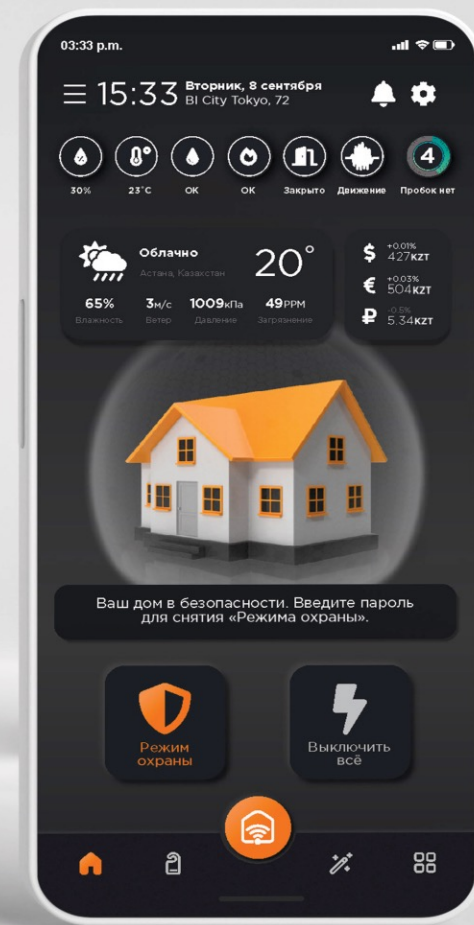 03:33 p.m.
15:33
Вторник, 8 сентября
BI City Tokyo, 72
30%
23°C
OK
OK
Закрыто
Движение
4
Пробок нет
Облачно
Астана, Казахстан
20°
65%
Влажность
3м/с
Ветер
1009кПа
Давление
49PPM
Загрязнение
$
+0.01%
427KZT
€
+0.03%
504KZT
₽
-0.5%
5.34KZT
Ваш дом в безопасности. Введите пароль
для снятия «Режима охраны».
Режим
охраны
Выключить
всё